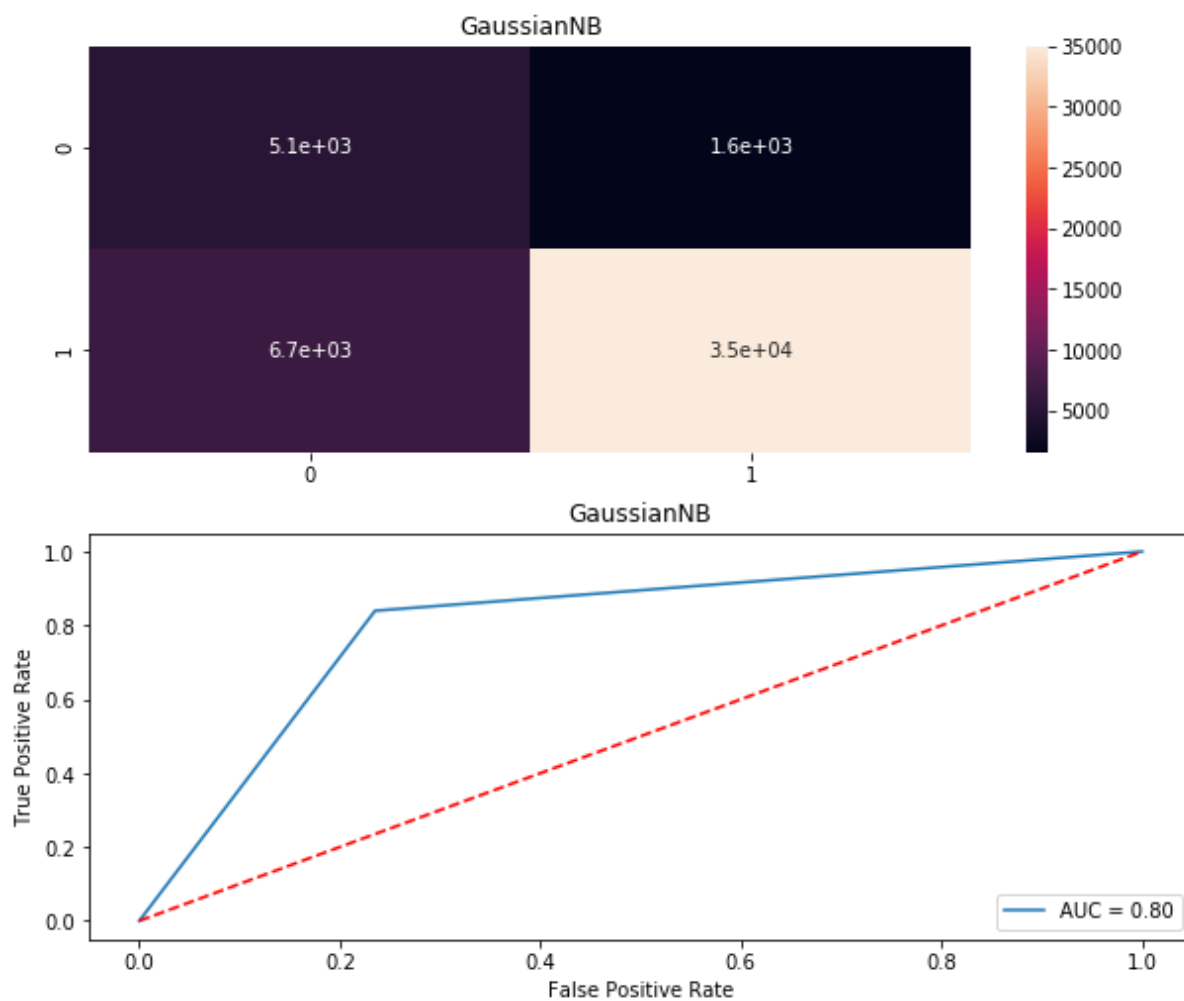 GaussianNB
0
5.1e+03
1.6e+03
1
6.7e+03
3.5e+04
0
1
35000
30000
25000
20000
15000
10000
5000
GaussianNB
True Positive Rate
1.0
0.8
0.6
0.4
0.2
0.0
AUC = 0.80
0.0
0.2
0.4
0.6
0.8
1.0
False Positive Rate